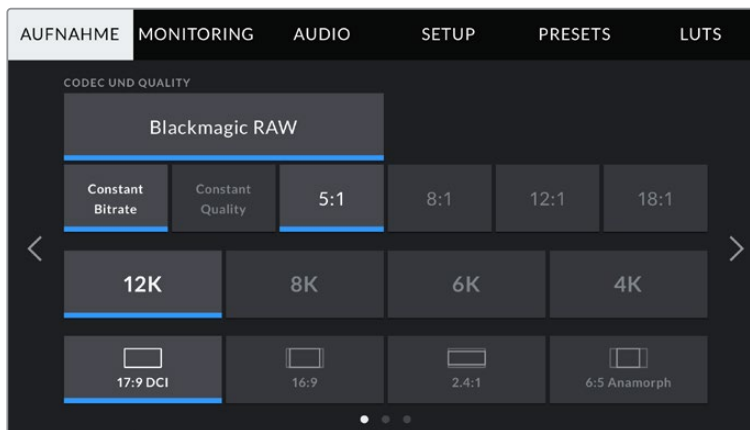 AUFNAHME MONITORING AUDIO SETUP PRESETS LUTS
CODEC UND QUALITY
Blackmagic RAW
Constant Bitrate Constant Quality 5:1 8:1 12:1 18:1
12K 8K 6K 4K
17:9 DCI 16:9 2.4:1 6:5 Anamorph